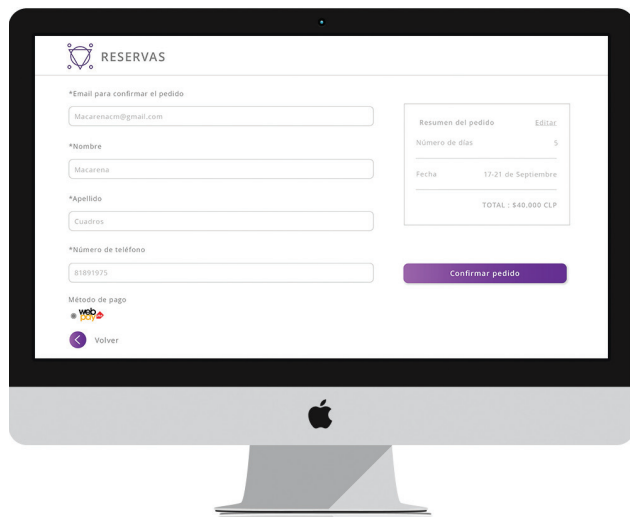 RESERVAS
*Email para confirmar el pedido
Macarenacm@gmail.com
*Nombre
Macarena
*Apellido
Cuadros
*Número de teléfono
81891975
Método de pago
web
pay
Volver
Resumen del pedido Editar
Número de días 5
Fecha 17-21 de Septiembre
TOTAL : $40.000 CLP
Confirmar pedido